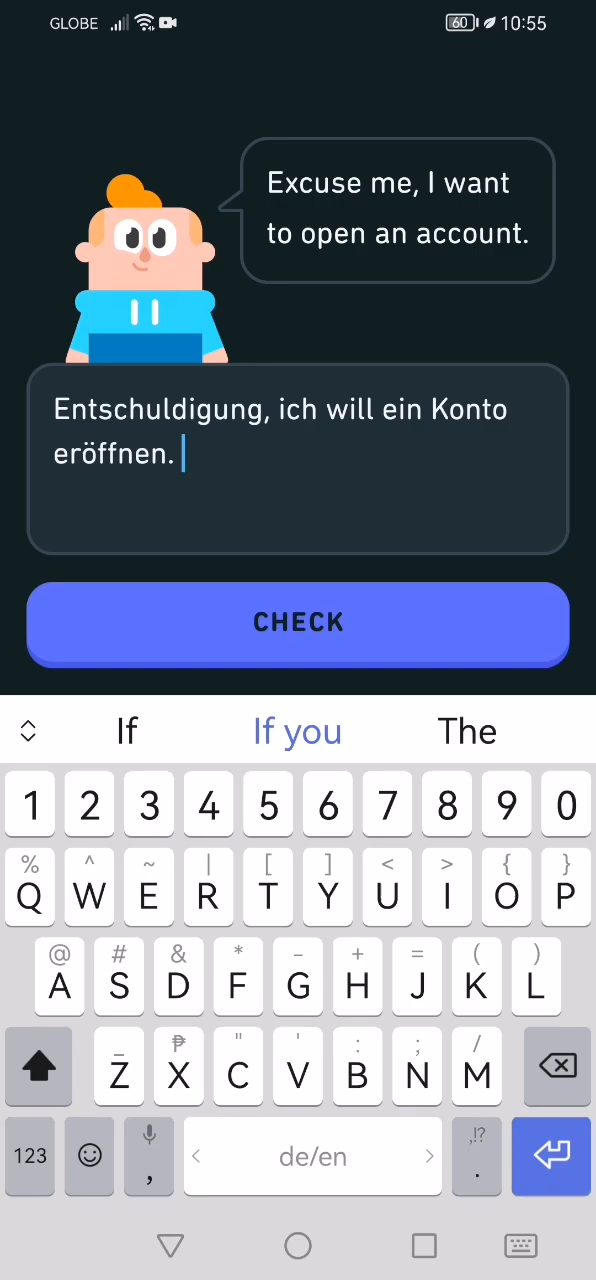 GLOBE 60 10:55
Excuse me, I want
to open an account.
Entschuldigung, ich will ein Konto
eröffnen.
CHECK
If If you The
1 2 3 4 5 6 7 8 9 0
% ^ ~ | [ ] < > { }
Q W E R T Y U I O P
@ # & * - + = ( )
A S D F G H J K L
_ ₱ " ' : ; /
Z X C V B N M
,!?
123 , < de/en > .